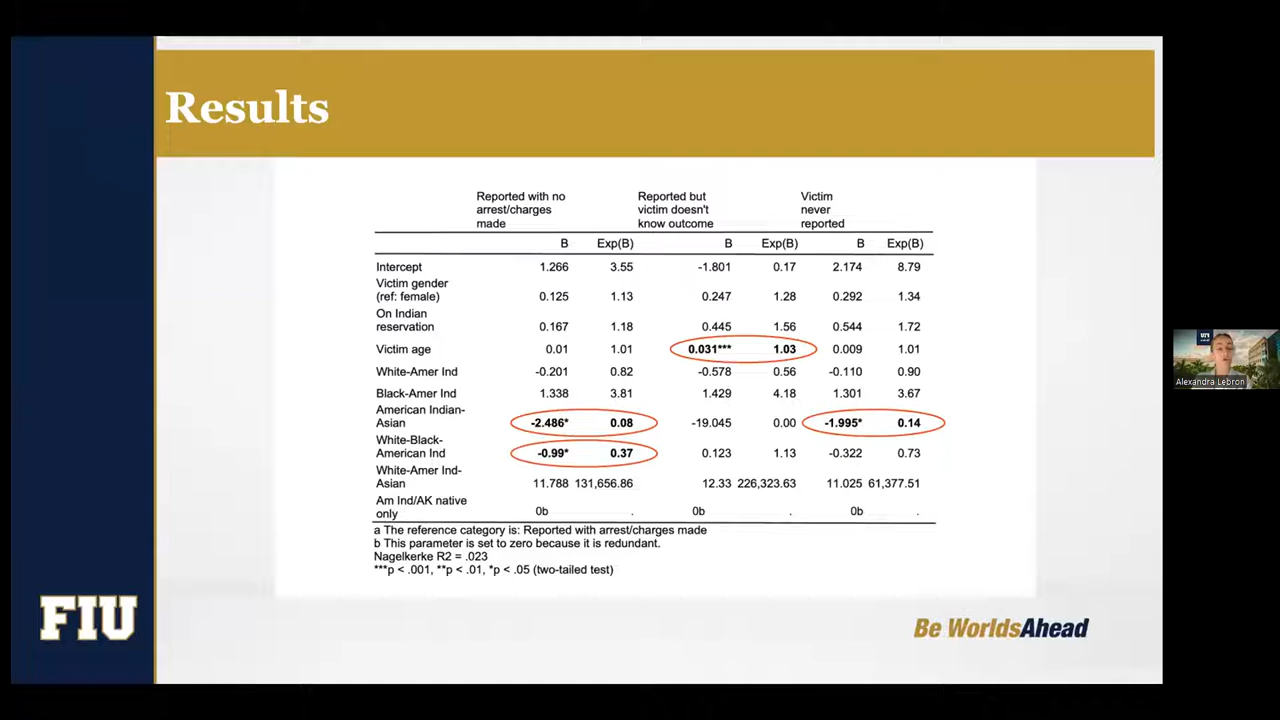 Results
Reported with no Reported but Victim
arrest/charges victim doesn't never
made know outcome reported
B Exp(B) B Exp(B) B Exp(B)
Intercept 1.266 3.55 -1.801 0.17 2.174 8.79
Victim gender
(ref: female) 0.125 1.13 0.247 1.28 0.292 1.34
On Indian
reservation 0.167 1.18 0.445 1.56 0.544 1.72
Victim age 0.01 1.01 0.031*** 1.03 0.009 1.01
White-Amer Ind -0.201 0.82 -0.578 0.56 -0.110 0.90
Black-Amer Ind 1.338 3.81 1.429 4.18 1.301 3.67
American Indian-
Asian -2.486* 0.08 -19.045 0.00 -1.995* 0.14
White-Black-
American Ind -0.99* 0.37 0.123 1.13 -0.322 0.73
White-Amer Ind-
Asian 11.788 131,656.86 12.33 226,323.63 11.025 61,377.51
Am Ind/AK native
only 0b . 0b . 0b .
a The reference category is: Reported with arrest/charges made
b This parameter is set to zero because it is redundant.
Nagelkerke R2 = .023
***p < .001, **p < .01, *p < .05 (two-tailed test)
FIU
Be WorldsAhead
Alexandra Lebron